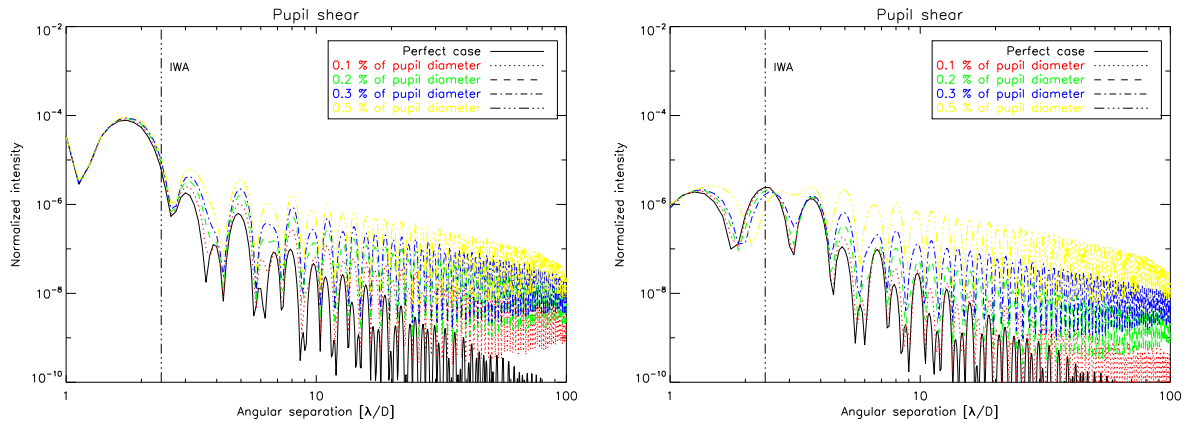 Pupil shear
10⁻²
Perfect case
0.1 % of pupil diameter
0.2 % of pupil diameter
0.3 % of pupil diameter
0.5 % of pupil diameter
IWA
10⁻⁴
10⁻⁶
10⁻⁸
10⁻¹⁰
Normalized intensity
1
10
100
Angular separation [λ/D]
Pupil shear
10⁻²
Perfect case
0.1 % of pupil diameter
0.2 % of pupil diameter
0.3 % of pupil diameter
0.5 % of pupil diameter
IWA
10⁻⁴
10⁻⁶
10⁻⁸
10⁻¹⁰
Normalized intensity
1
10
100
Angular separation [λ/D]